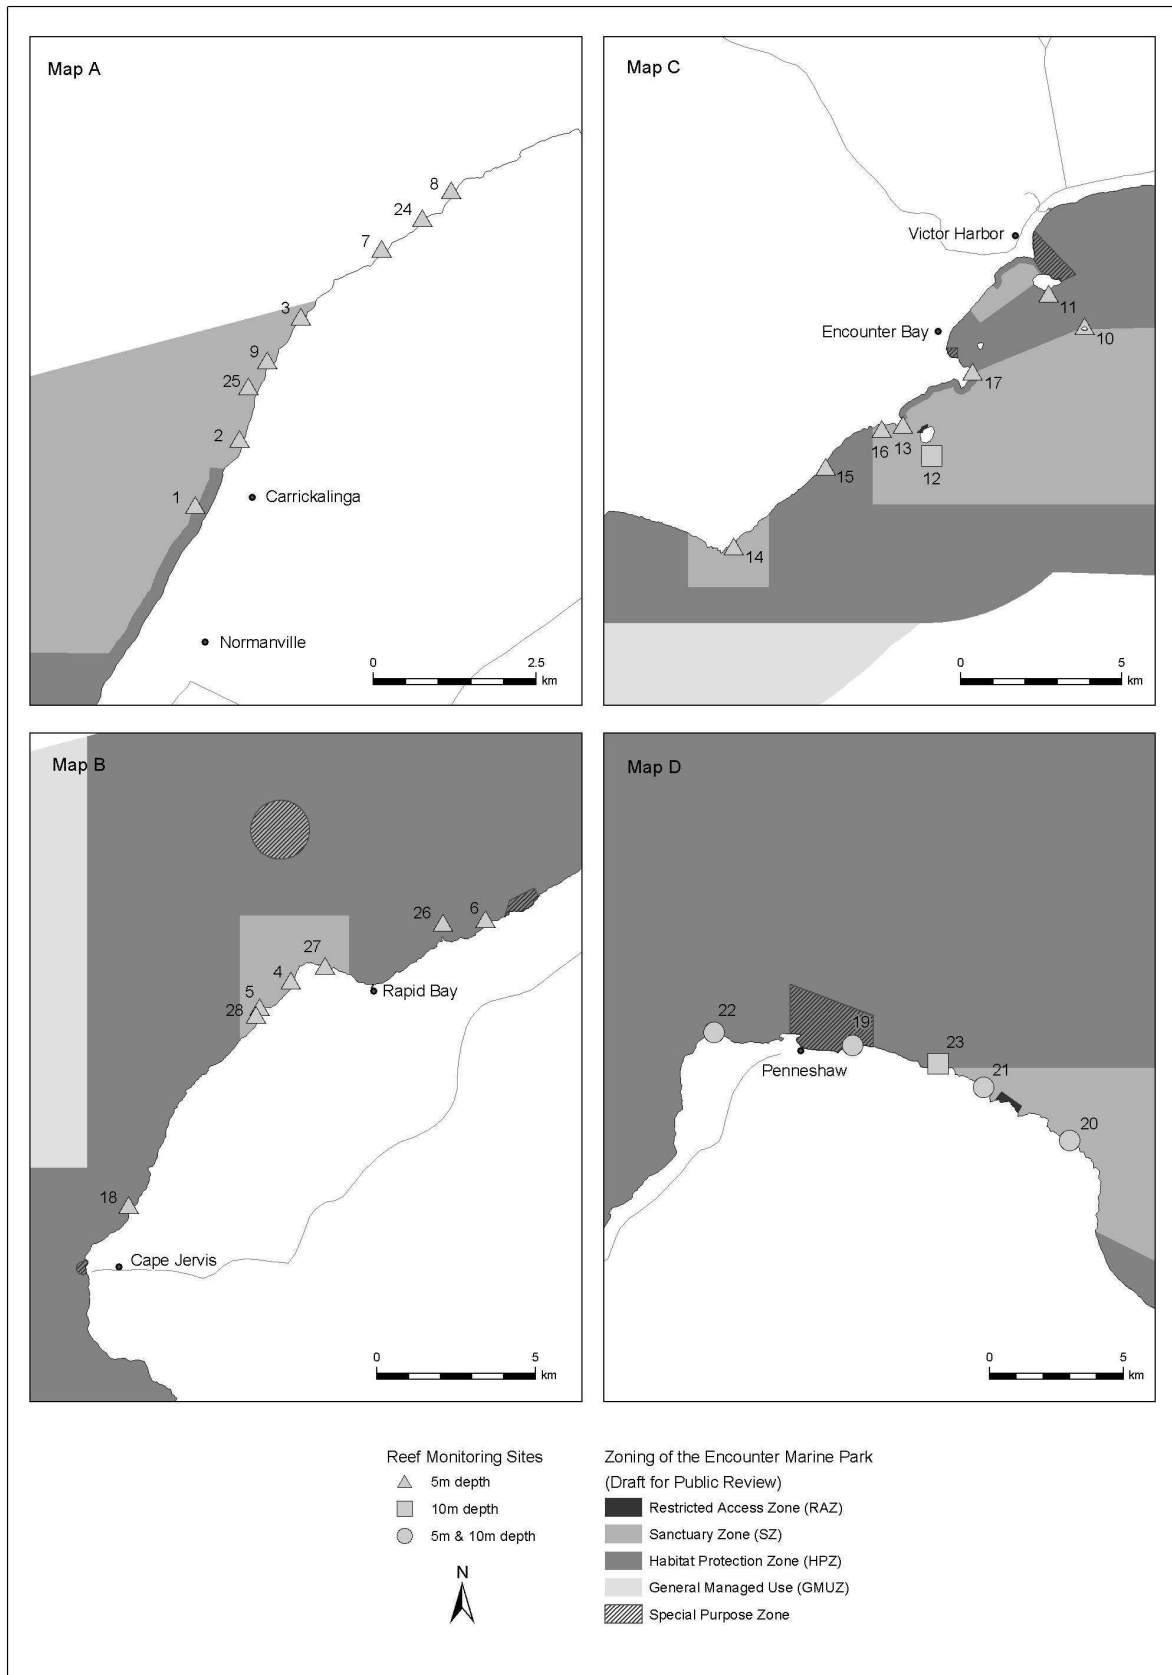 Map A
8
24
7
3
9
25
2
1
Carrickalinga
Normanville
0 2.5
km
Map C
Victor Harbor
11
Encounter Bay
10
17
16 13
15 12
14
0 5
km
Map B
26 6
27
4
5
28
Rapid Bay
18
Cape Jervis
0 5
km
Map D
22
19
23
Penneshaw
21
20
0 5
km
Reef Monitoring Sites
5m depth
10m depth
5m & 10m depth
N
Zoning of the Encounter Marine Park
(Draft for Public Review)
Restricted Access Zone (RAZ)
Sanctuary Zone (SZ)
Habitat Protection Zone (HPZ)
General Managed Use (GMUZ)
Special Purpose Zone